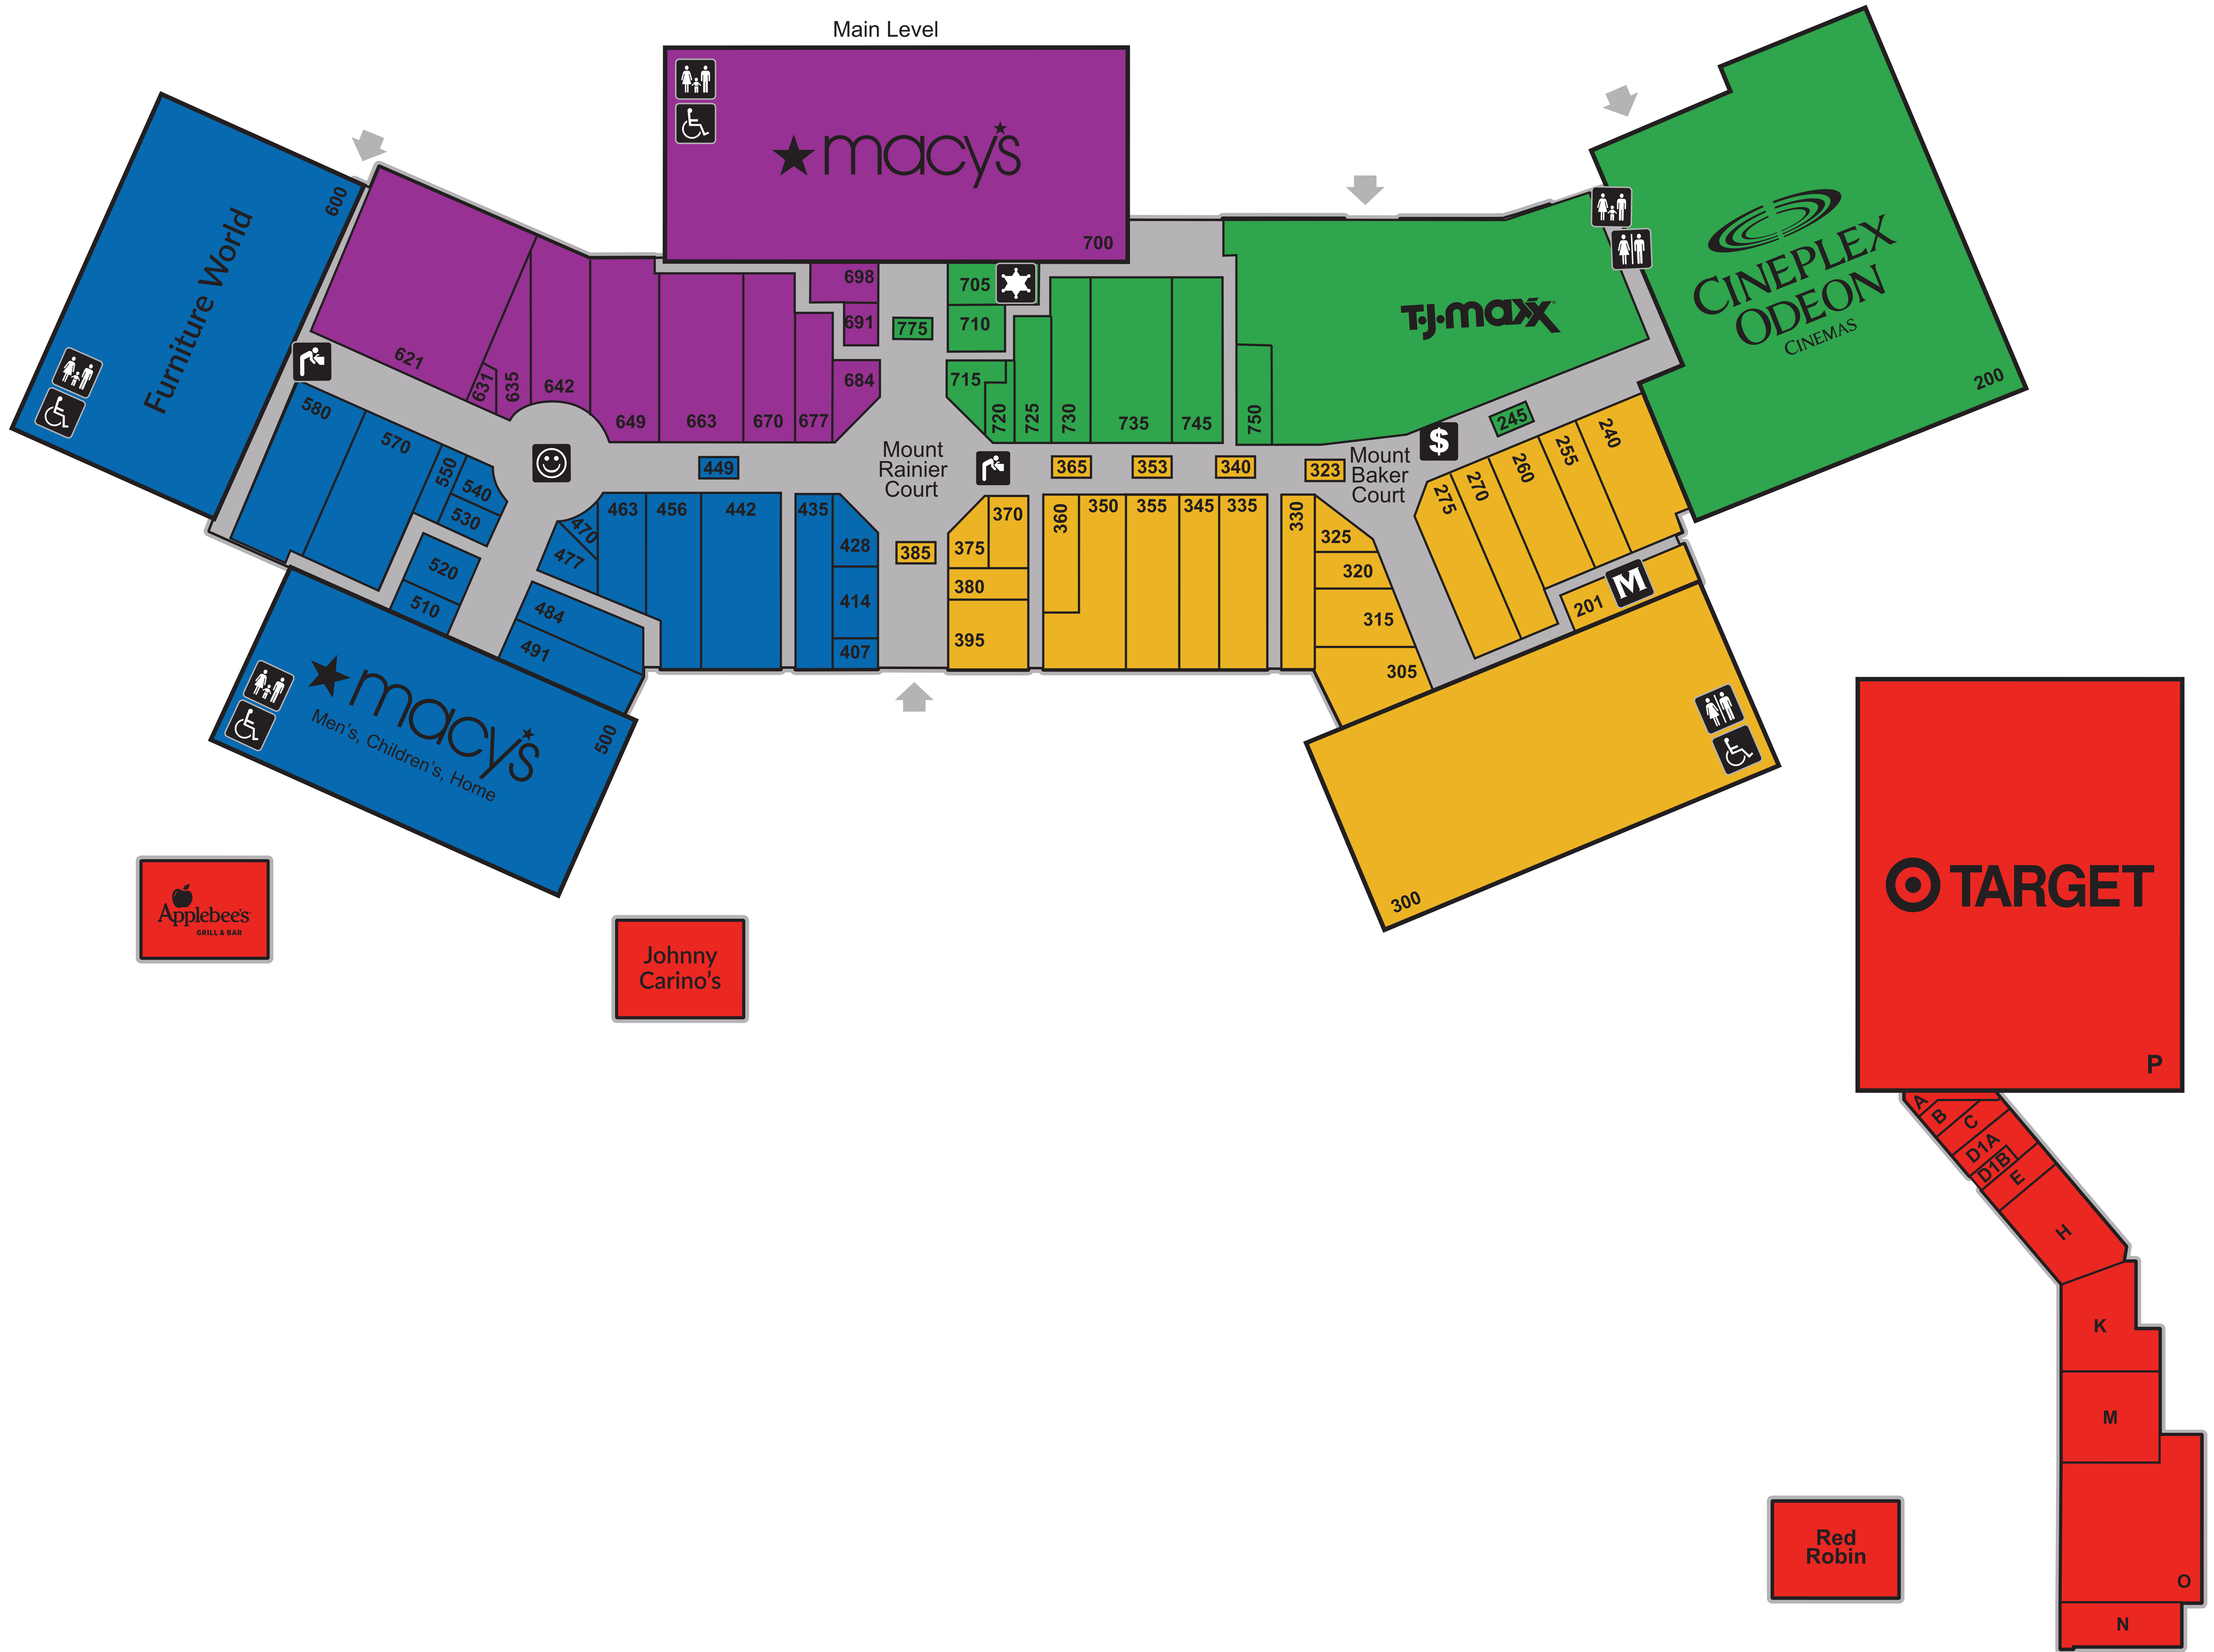 Main Level
macy's
700
600
Furniture World
621
631
635
642
649
663
670
677
684
691
698
775
705
710
715
720
725
730
735
745
750
T.J.maxx
CINEPLEX
ODEON
CINEMAS
200
245
240
255
260
270
275
201
M
$
Mount
Rainier
Court
Mount
Baker
Court
449
365
353
340
323
580
570
550
540
530
520
510
470
477
463
456
442
435
428
414
407
484
491
385
370
375
380
395
360
350
355
345
335
330
325
320
315
305
300
macy's
Men's, Children's, Home
500
Applebee's
GRILL & BAR
Johnny
Carino's
TARGET
P
A
B
C
D1A
D1B
E
H
K
M
O
N
Red
Robin